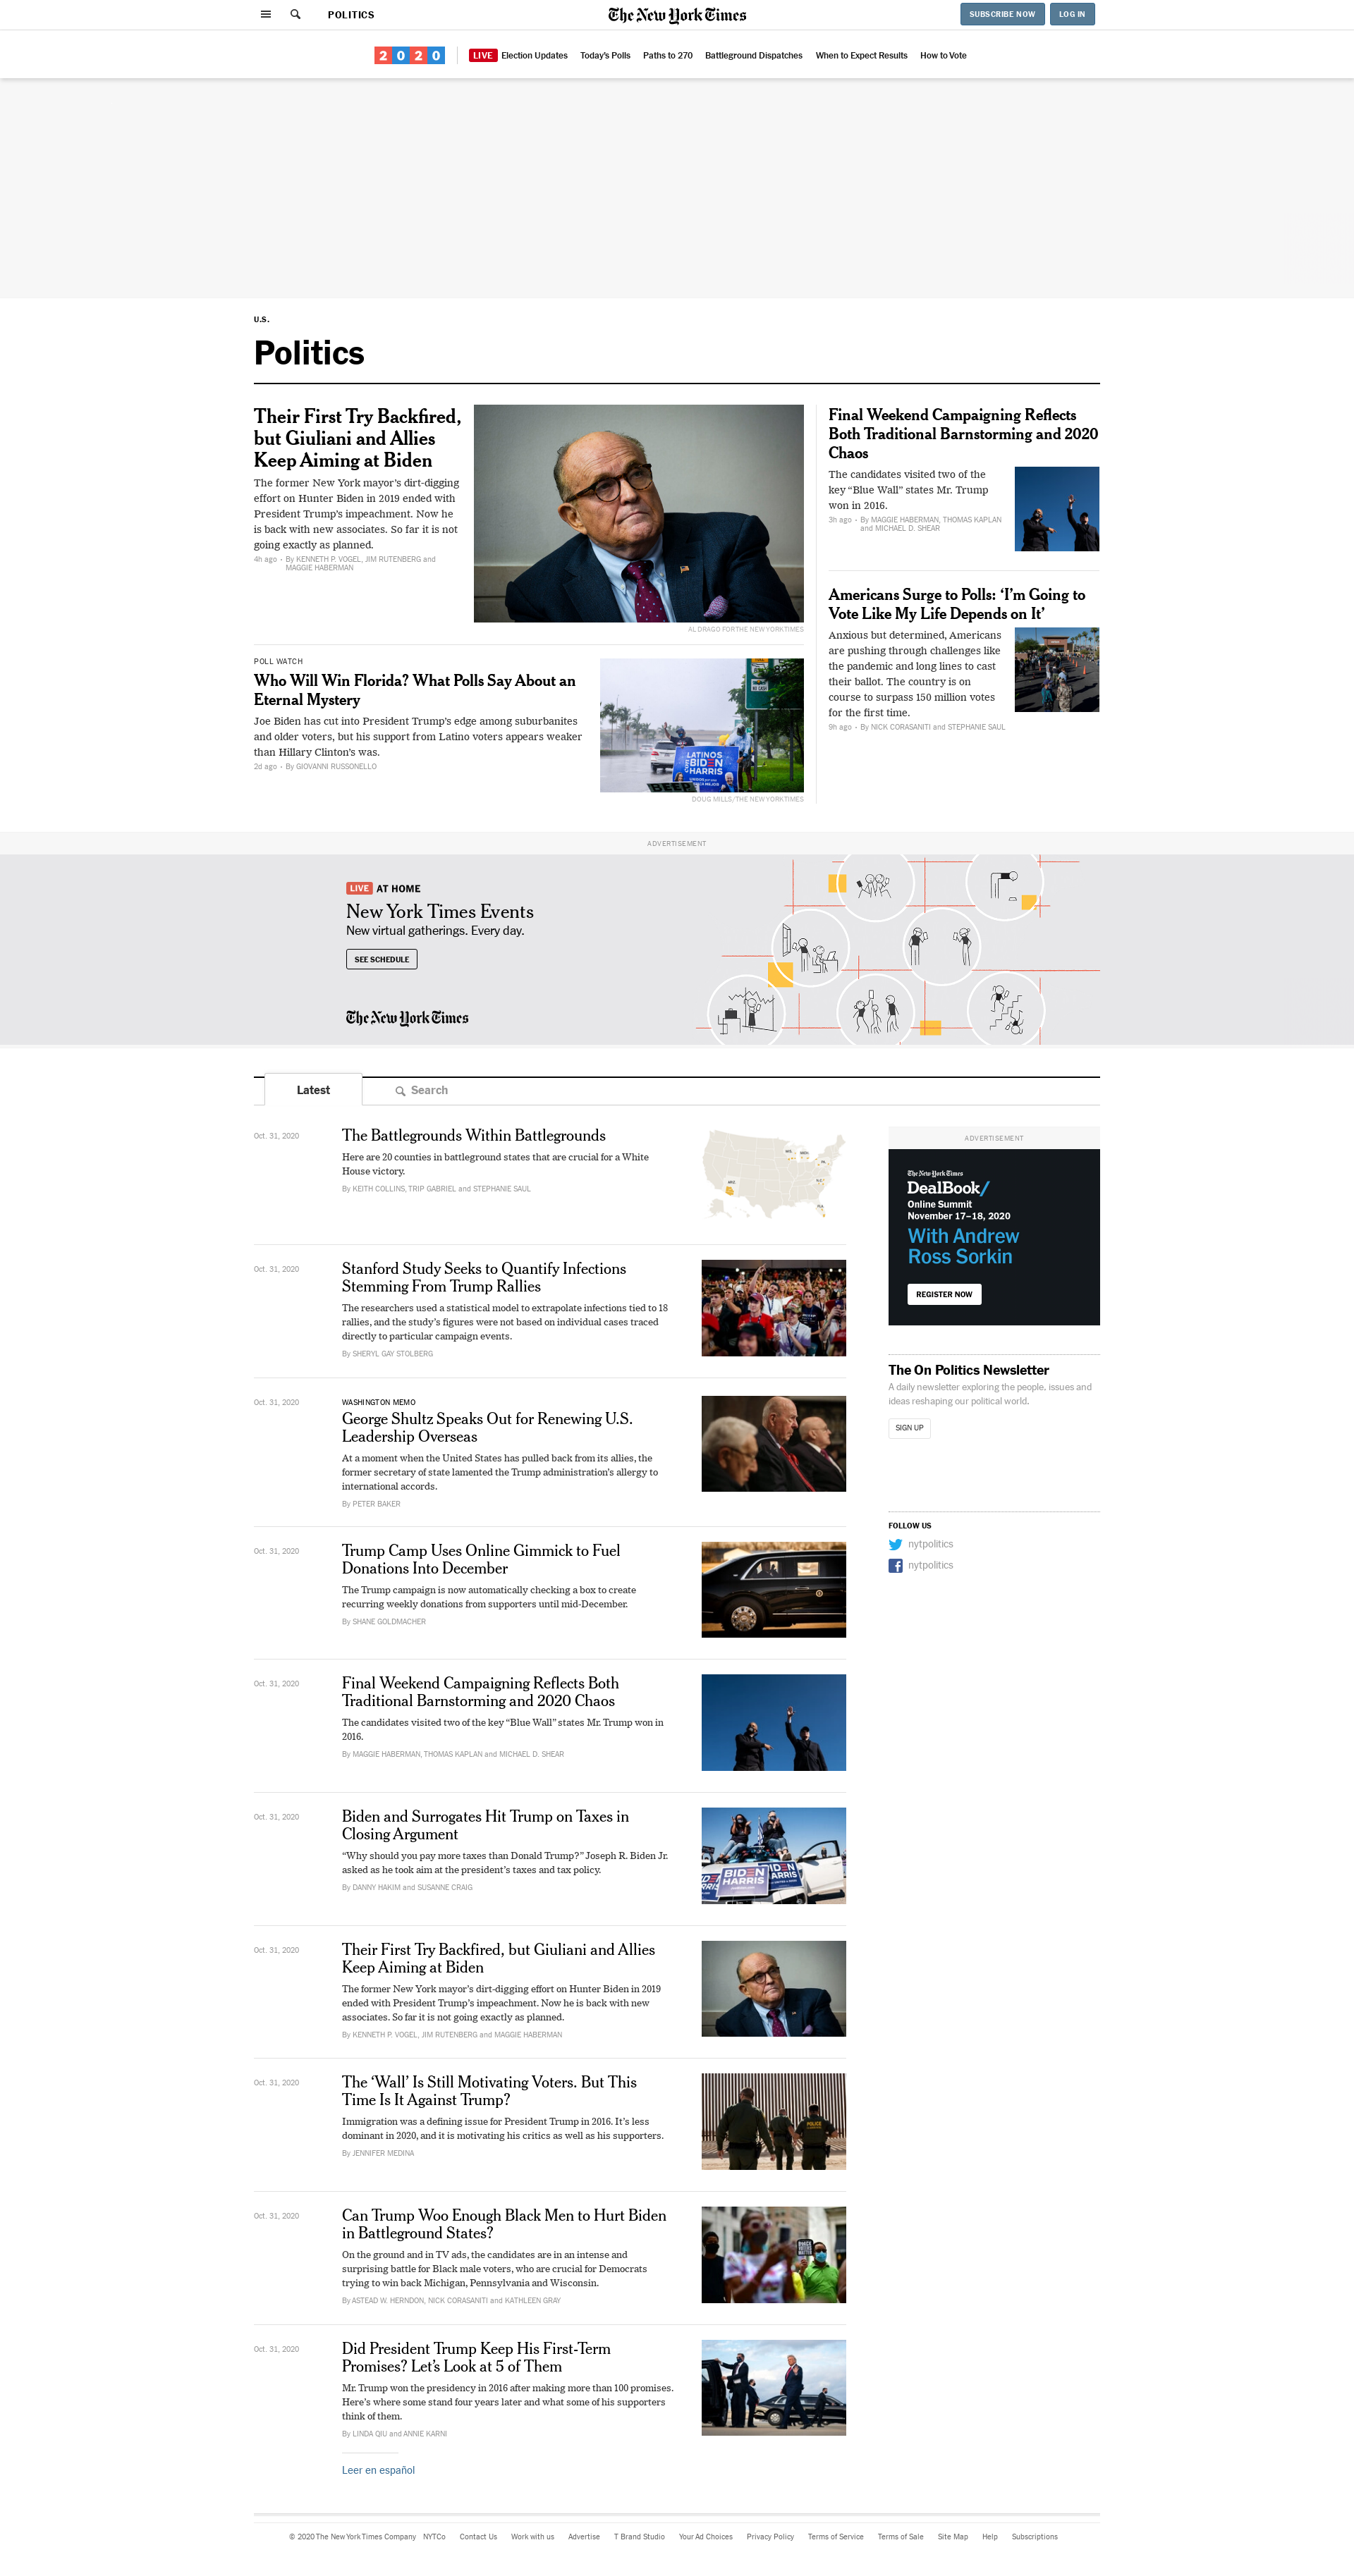 POLITICS
The New York Times
SUBSCRIBE NOW
LOG IN
2020
LIVE Election Updates
Today's Polls
Paths to 270
Battleground Dispatches
When to Expect Results
How to Vote
U.S.
Politics
Their First Try Backfired,
but Giuliani and Allies
Keep Aiming at Biden
The former New York mayor’s dirt-digging
effort on Hunter Biden in 2019 ended with
President Trump’s impeachment. Now he
is back with new associates. So far it is not
going exactly as planned.
4h ago • By KENNETH P. VOGEL, JIM RUTENBERG and
MAGGIE HABERMAN
AL DRAGO FOR THE NEW YORK TIMES
POLL WATCH
Who Will Win Florida? What Polls Say About an
Eternal Mystery
Joe Biden has cut into President Trump’s edge among suburbanites
and older voters, but his support from Latino voters appears weaker
than Hillary Clinton’s was.
2d ago • By GIOVANNI RUSSONELLO
LATINOS
BIDEN
HARRIS
BEEP
DOUG MILLS/THE NEW YORK TIMES
Final Weekend Campaigning Reflects
Both Traditional Barnstorming and 2020
Chaos
The candidates visited two of the
key “Blue Wall” states Mr. Trump
won in 2016.
3h ago • By MAGGIE HABERMAN, THOMAS KAPLAN
and MICHAEL D. SHEAR
Americans Surge to Polls: ‘I’m Going to
Vote Like My Life Depends on It’
Anxious but determined, Americans
are pushing through challenges like
the pandemic and long lines to cast
their ballot. The country is on
course to surpass 150 million votes
for the first time.
9h ago • By NICK CORASANITI and STEPHANIE SAUL
ADVERTISEMENT
LIVE AT HOME
New York Times Events
New virtual gatherings. Every day.
SEE SCHEDULE
The New York Times
Latest
Search
Oct. 31, 2020
The Battlegrounds Within Battlegrounds
Here are 20 counties in battleground states that are crucial for a White
House victory.
By KEITH COLLINS, TRIP GABRIEL and STEPHANIE SAUL
Oct. 31, 2020
Stanford Study Seeks to Quantify Infections
Stemming From Trump Rallies
The researchers used a statistical model to extrapolate infections tied to 18
rallies, and the study’s figures were not based on individual cases traced
directly to particular campaign events.
By SHERYL GAY STOLBERG
Oct. 31, 2020
WASHINGTON MEMO
George Shultz Speaks Out for Renewing U.S.
Leadership Overseas
At a moment when the United States has pulled back from its allies, the
former secretary of state lamented the Trump administration’s allergy to
international accords.
By PETER BAKER
Oct. 31, 2020
Trump Camp Uses Online Gimmick to Fuel
Donations Into December
The Trump campaign is now automatically checking a box to create
recurring weekly donations from supporters until mid-December.
By SHANE GOLDMACHER
Oct. 31, 2020
Final Weekend Campaigning Reflects Both
Traditional Barnstorming and 2020 Chaos
The candidates visited two of the key “Blue Wall” states Mr. Trump won in
2016.
By MAGGIE HABERMAN, THOMAS KAPLAN and MICHAEL D. SHEAR
Oct. 31, 2020
Biden and Surrogates Hit Trump on Taxes in
Closing Argument
“Why should you pay more taxes than Donald Trump?” Joseph R. Biden Jr.
asked as he took aim at the president’s taxes and tax policy.
By DANNY HAKIM and SUSANNE CRAIG
BIDEN
HARRIS
Oct. 31, 2020
Their First Try Backfired, but Giuliani and Allies
Keep Aiming at Biden
The former New York mayor’s dirt-digging effort on Hunter Biden in 2019
ended with President Trump’s impeachment. Now he is back with new
associates. So far it is not going exactly as planned.
By KENNETH P. VOGEL, JIM RUTENBERG and MAGGIE HABERMAN
Oct. 31, 2020
The ‘Wall’ Is Still Motivating Voters. But This
Time Is It Against Trump?
Immigration was a defining issue for President Trump in 2016. It’s less
dominant in 2020, and it is motivating his critics as well as his supporters.
By JENNIFER MEDINA
POLICE
Oct. 31, 2020
Can Trump Woo Enough Black Men to Hurt Biden
in Battleground States?
On the ground and in TV ads, the candidates are in an intense and
surprising battle for Black male voters, who are crucial for Democrats
trying to win back Michigan, Pennsylvania and Wisconsin.
By ASTEAD W. HERNDON, NICK CORASANITI and KATHLEEN GRAY
Oct. 31, 2020
Did President Trump Keep His First-Term
Promises? Let’s Look at 5 of Them
Mr. Trump won the presidency in 2016 after making more than 100 promises.
Here’s where some stand four years later and what some of his supporters
think of them.
By LINDA QIU and ANNIE KARNI
Leer en español
ADVERTISEMENT
The New York Times
DealBook/
Online Summit
November 17–18, 2020
With Andrew
Ross Sorkin
REGISTER NOW
The On Politics Newsletter
A daily newsletter exploring the people, issues and
ideas reshaping our political world.
SIGN UP
FOLLOW US
nytpolitics
nytpolitics
© 2020 The New York Times Company NYTCo Contact Us Work with us Advertise T Brand Studio Your Ad Choices Privacy Policy Terms of Service Terms of Sale Site Map Help Subscriptions